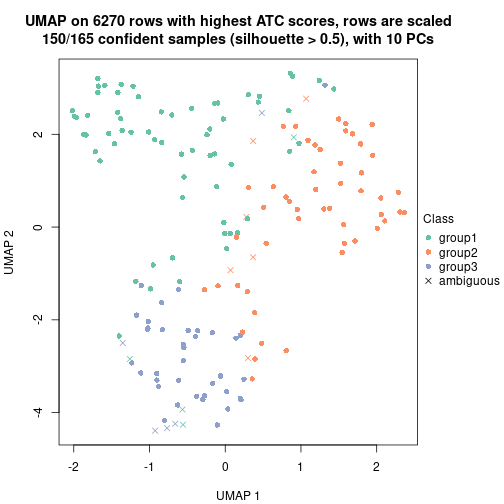 UMAP on 6270 rows with highest ATC scores, rows are scaled
150/165 confident samples (silhouette > 0.5), with 10 PCs
2
0
-2
-4
UMAP 2
-2
-1
0
1
2
UMAP 1
Class
group1
group2
group3
ambiguous